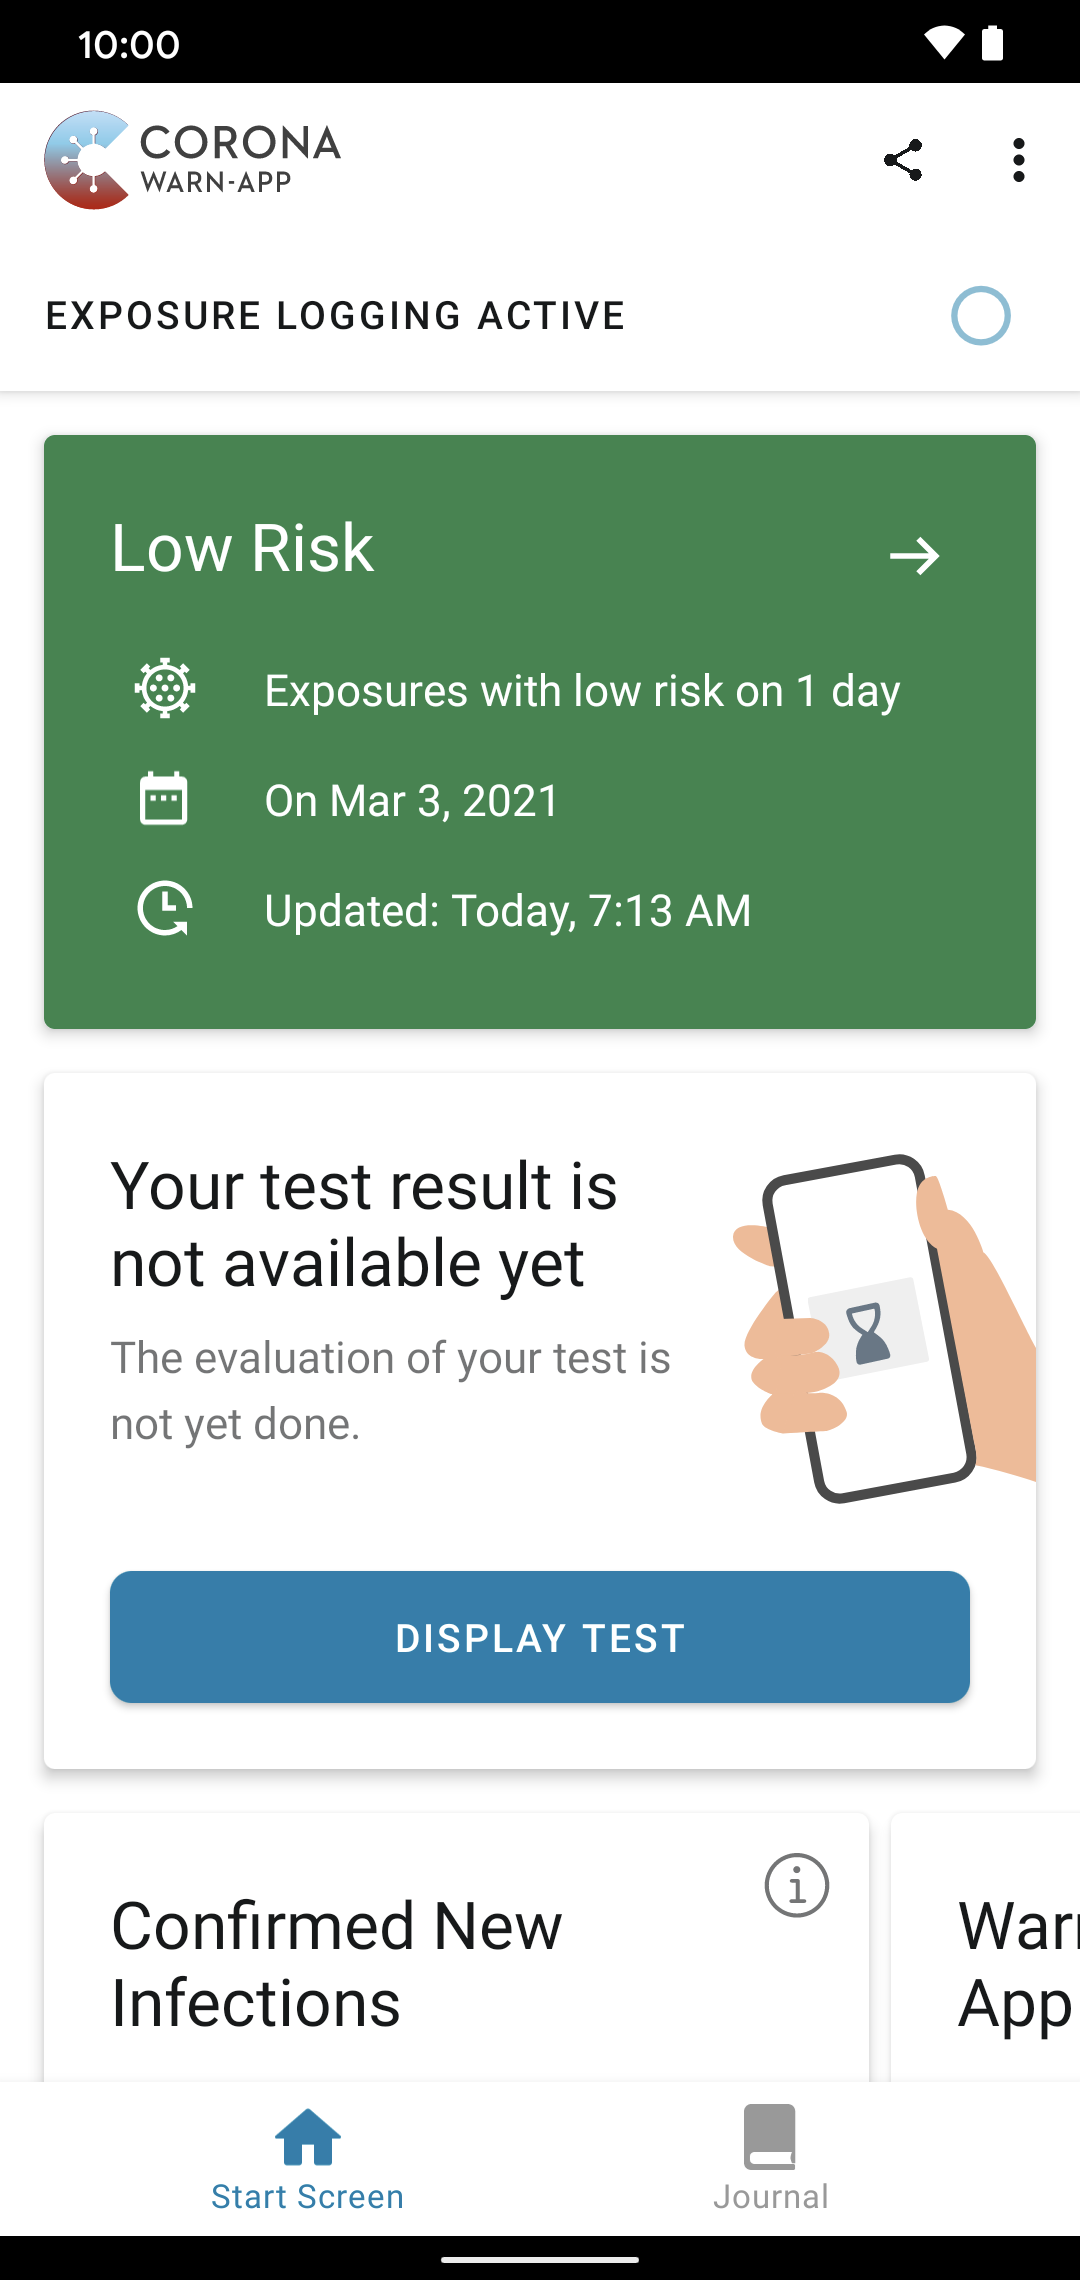 10:00
CORONA
WARN-APP
EXPOSURE LOGGING ACTIVE
Low Risk
Exposures with low risk on 1 day
On Mar 3, 2021
Updated: Today, 7:13 AM
Your test result is
not available yet
The evaluation of your test is
not yet done.
DISPLAY TEST
Confirmed New
Infections
App
Start Screen
Journal